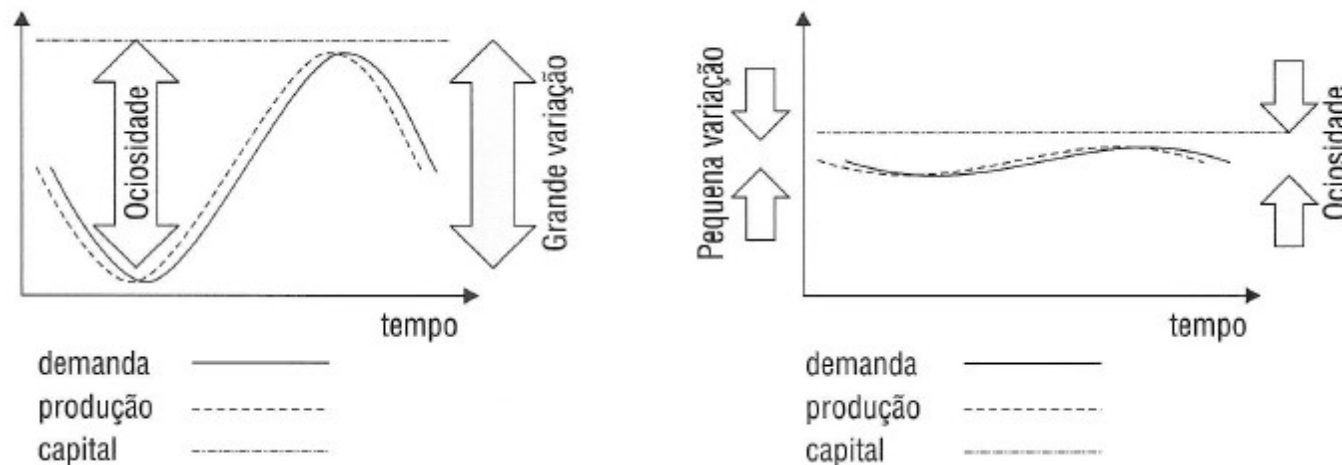 Ociosidade
Grande variação
tempo
demanda
produção
capital
Pequena variação
Ociosidade
tempo
demanda
produção
capital